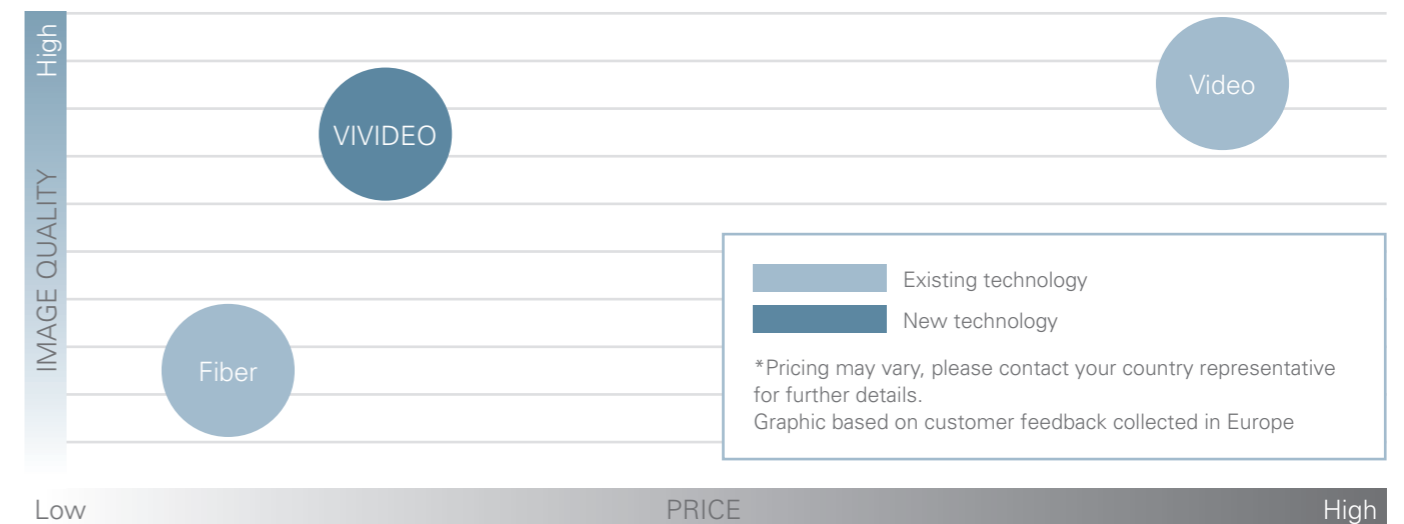 High
IMAGE QUALITY
VIVIDEO
Video
Fiber
Existing technology
New technology
*Pricing may vary, please contact your country representative
for further details.
Graphic based on customer feedback collected in Europe
Low
PRICE
High